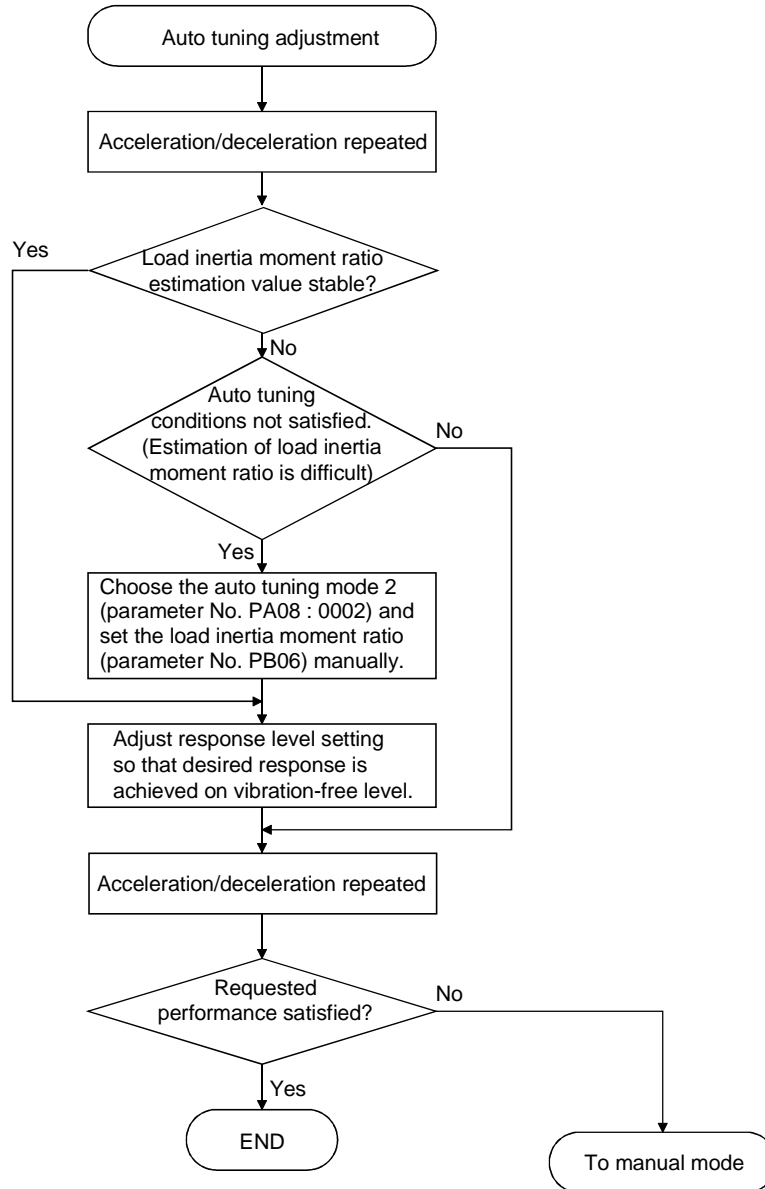 Auto tuning adjustment
Acceleration/deceleration repeated
Yes
Load inertia moment ratio
estimation value stable?
No
Auto tuning
conditions not satisfied.
(Estimation of load inertia
moment ratio is difficult)
No
Yes
Choose the auto tuning mode 2
(parameter No. PA08 : 0002) and
set the load inertia moment ratio
(parameter No. PB06) manually.
Adjust response level setting
so that desired response is
achieved on vibration-free level.
Acceleration/deceleration repeated
Requested
performance satisfied?
No
Yes
END
To manual mode